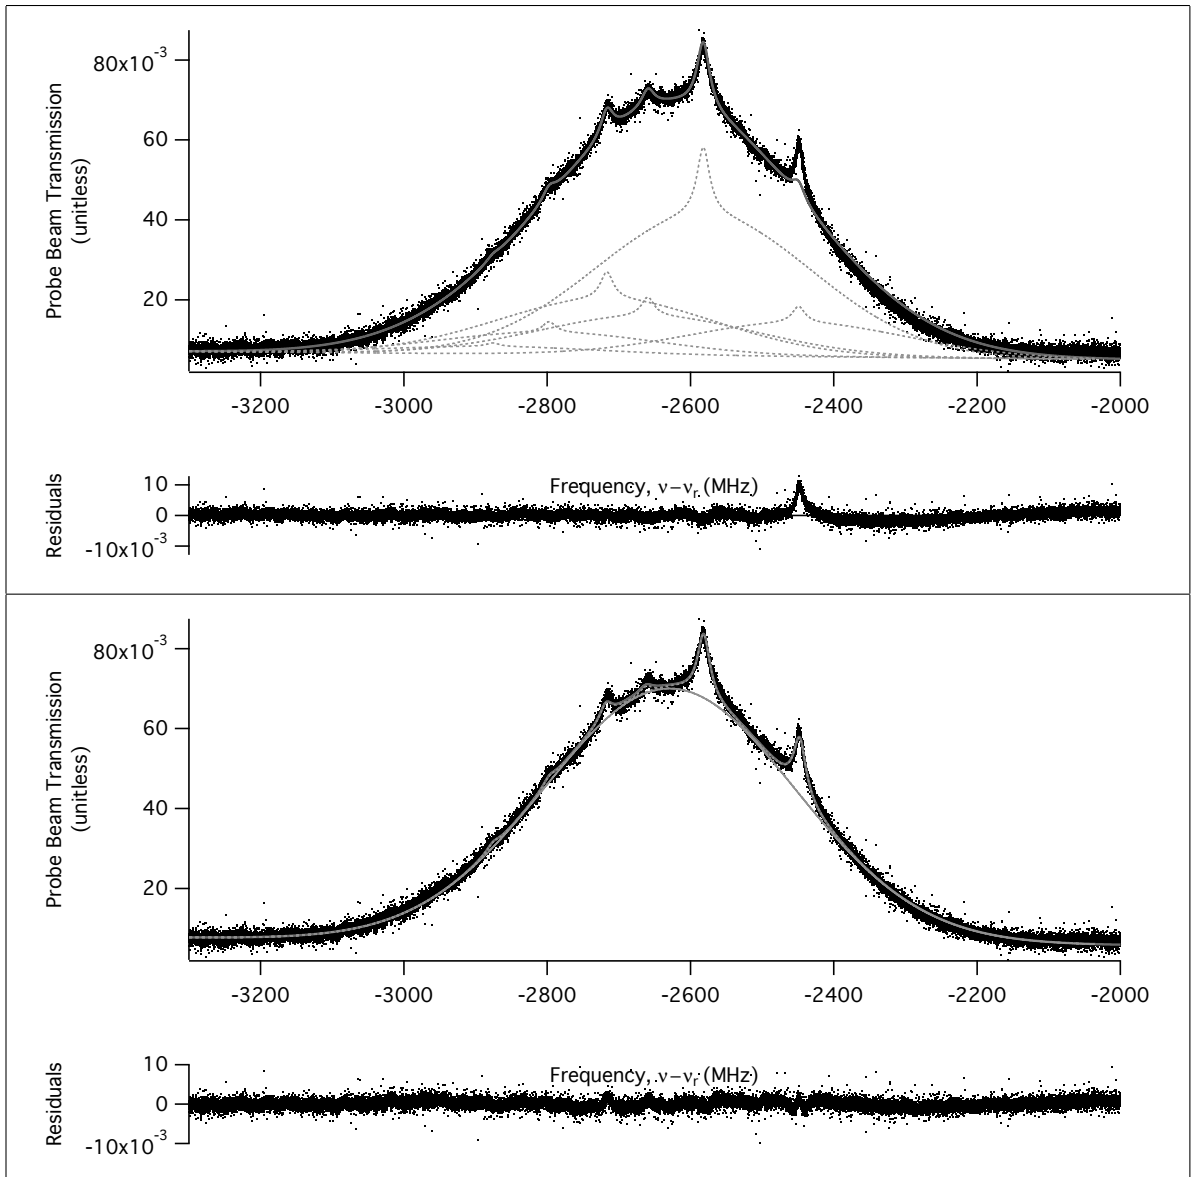 Probe Beam Transmission
(unitless)
80x10-3
60
40
20
-3200 -3000 -2800 -2600 -2400 -2200 -2000
Frequency, ν−νr (MHz)
Residuals
10
0
-10x10-3
Probe Beam Transmission
(unitless)
80x10-3
60
40
20
-3200 -3000 -2800 -2600 -2400 -2200 -2000
Frequency, ν−νr (MHz)
Residuals
10
0
-10x10-3